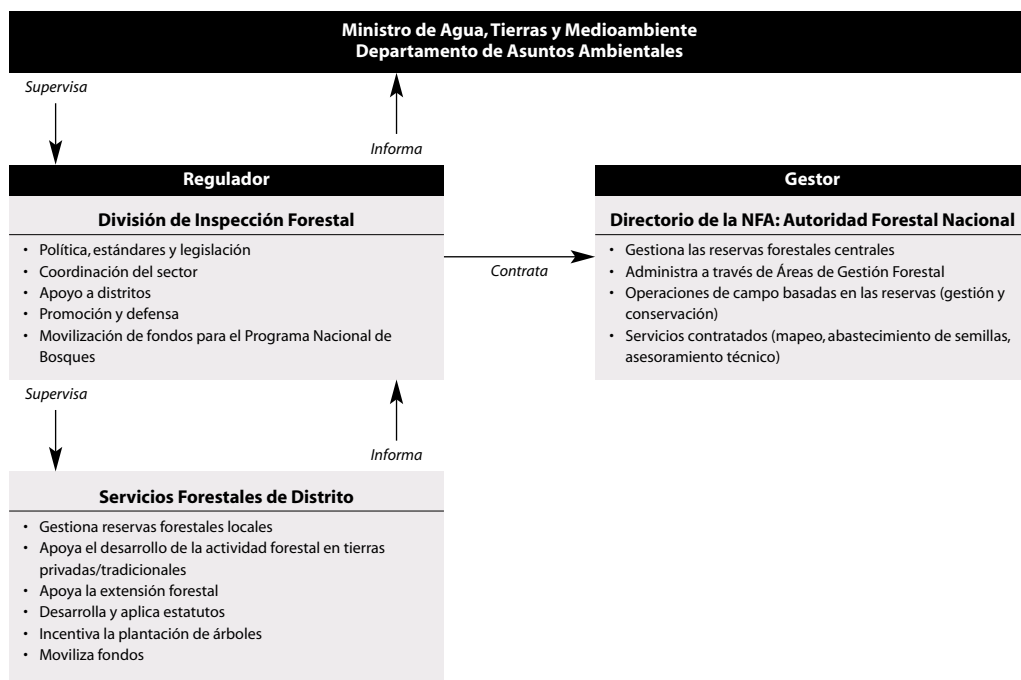 Ministro de Agua, Tierras y Medioambiente
Departamento de Asuntos Ambientales
Supervisa
Informa
Regulador
División de Inspección Forestal
• Política, estándares y legislación
• Coordinación del sector
• Apoyo a distritos
• Promoción y defensa
• Movilización de fondos para el Programa Nacional de
Bosques
Contrata
Gestor
Directorio de la NFA: Autoridad Forestal Nacional
• Gestiona las reservas forestales centrales
• Administra a través de Áreas de Gestión Forestal
• Operaciones de campo basadas en las reservas (gestión y
conservación)
• Servicios contratados (mapeo, abastecimiento de semillas,
asesoramiento técnico)
Supervisa
Informa
Servicios Forestales de Distrito
• Gestiona reservas forestales locales
• Apoya el desarrollo de la actividad forestal en tierras
privadas/tradicionales
• Apoya la extensión forestal
• Desarrolla y aplica estatutos
• Incentiva la plantación de árboles
• Moviliza fondos